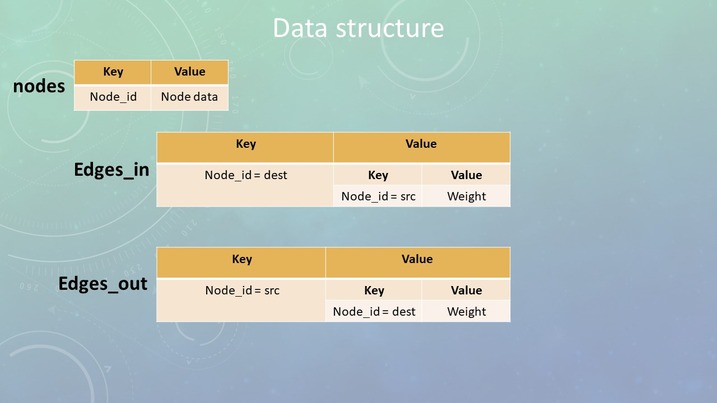 Data structure
nodes
Key Value
Node_id Node data
Edges_in
Key Value
Node_id = dest Key Value
Node_id = src Weight
Edges_out
Key Value
Node_id = src Key Value
Node_id = dest Weight